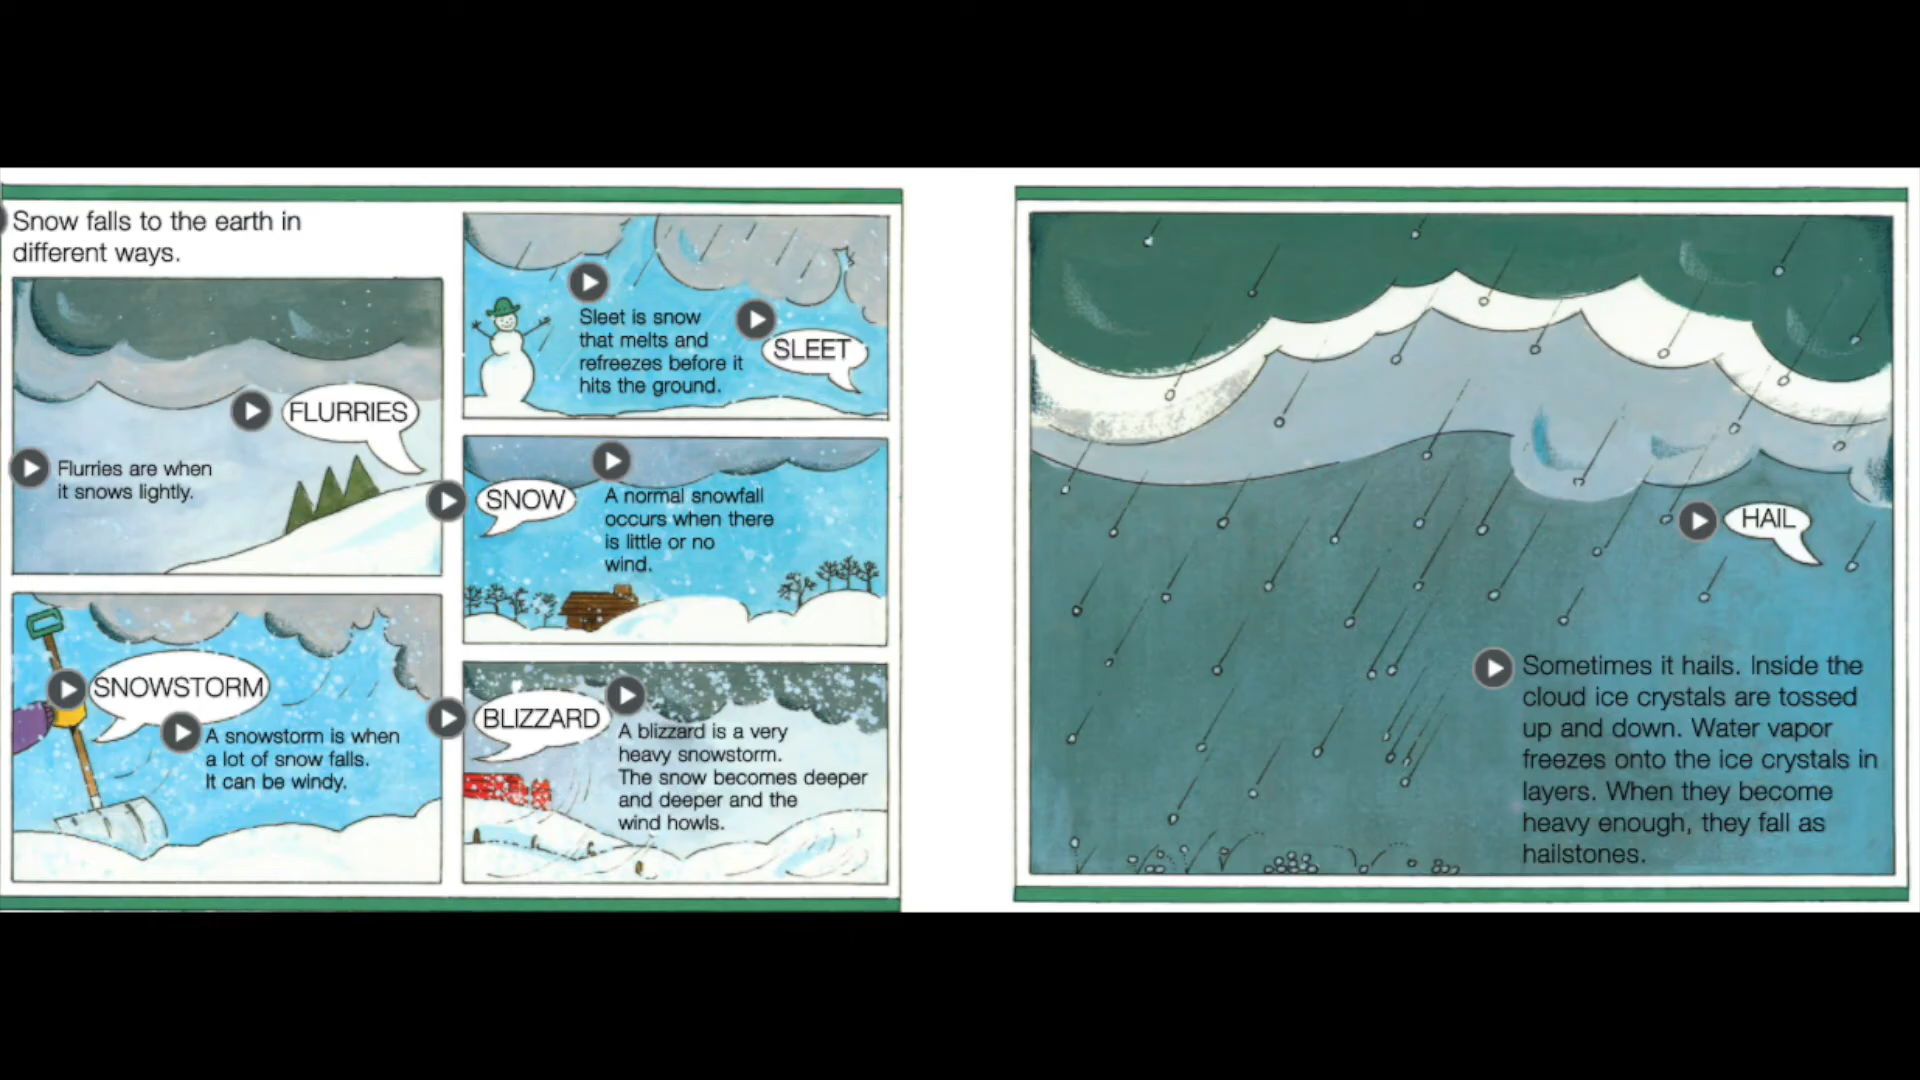 Snow falls to the earth in
different ways.
FLURRIES
Flurries are when
it snows lightly.
SNOWSTORM
A snowstorm is when
a lot of snow falls.
It can be windy.
Sleet is snow
that melts and
refreezes before it
hits the ground.
SLEET
SNOW
A normal snowfall
occurs when there
is little or no
wind.
BLIZZARD
A blizzard is a very
heavy snowstorm.
The snow becomes deeper
and deeper and the
wind howls.
HAIL
Sometimes it hails. Inside the
cloud ice crystals are tossed
up and down. Water vapor
freezes onto the ice crystals in
layers. When they become
heavy enough, they fall as
hailstones.